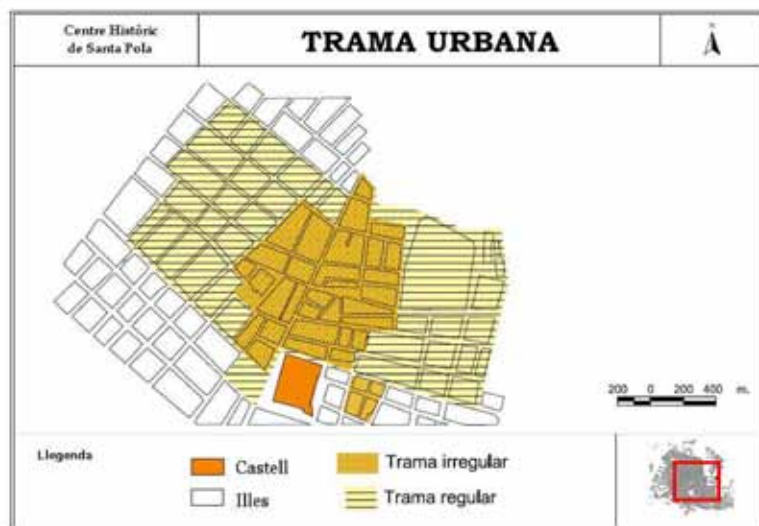 Centre Històric
de Santa Pola
TRAMA URBANA
N
200 0 200 400 m.
Llegenda
Castell
Illes
Trama irregular
Trama regular